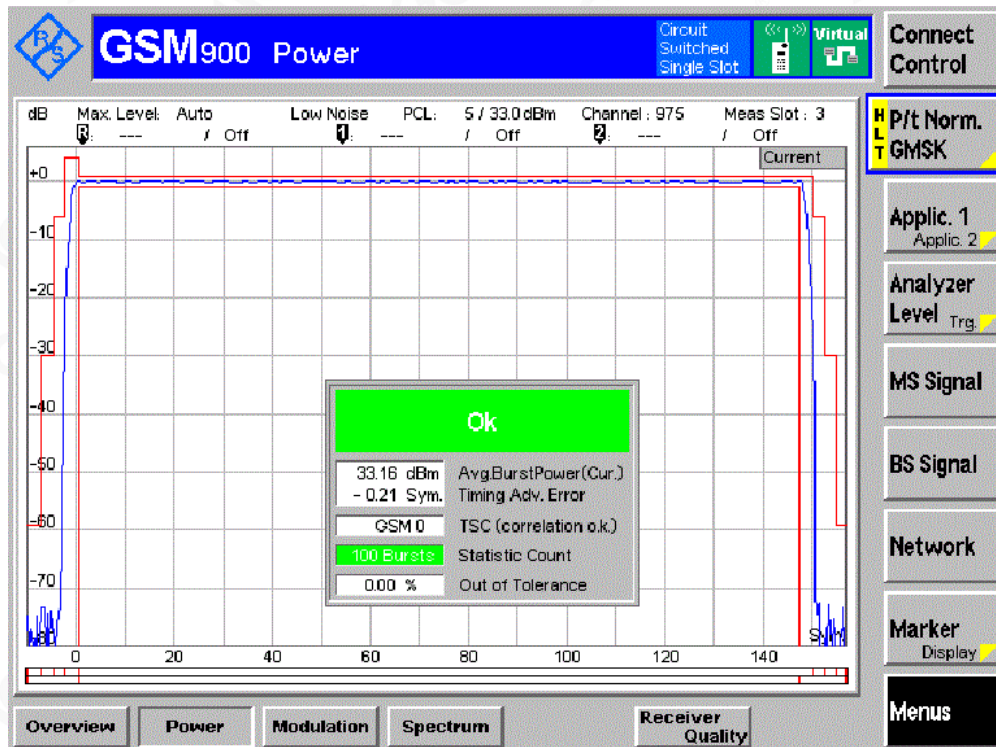 R S
GSM900 Power
Circuit Switched Single Slot
Virtual
Connect Control
dB Max. Level: Auto Low Noise PCL: 5 / 33.0 dBm Channel : 975 Meas Slot : 3
R: --- / Off 1: --- / Off 2: --- / Off
Current
HLT
P/t Norm. GMSK
Applic. 1
Applic. 2
Analyzer Level Trg.
MS Signal
BS Signal
Network
Marker
Display
Menus
+0
-10
-20
-30
-40
-50
-60
-70
-80
Ok
33.16 dBm Avg.BurstPower(Cur.)
- 0.21 Sym. Timing Adv. Error
GSM 0 TSC (correlation o.k.)
100 Bursts Statistic Count
0.00 % Out of Tolerance
0 20 40 60 80 100 120 140
Overview Power Modulation Spectrum Receiver Quality